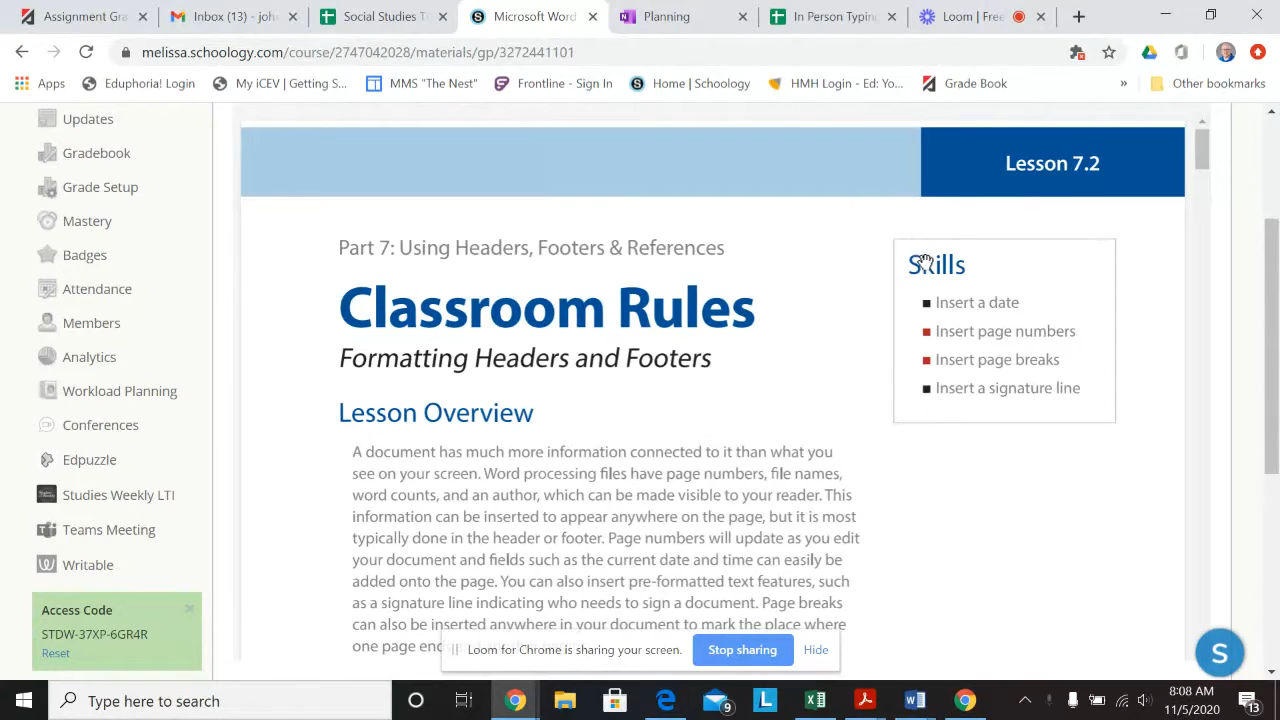 Assignment Gra
Inbox (13) - joh
Social Studies T
Microsoft Word
Planning
In Person Typin
Loom | Free
melissa.schoology.com/course/2747042028/materials/gp/3272441101
Apps
Eduphoria! Login
My iCEV | Getting S...
MMS "The Nest"
Frontline - Sign In
Home | Schoology
HMH Login - Ed: Yo...
Grade Book
»
Other bookmarks
Updates
Gradebook
Grade Setup
Mastery
Badges
Attendance
Members
Analytics
Workload Planning
Conferences
Edpuzzle
Studies Weekly LTI
Teams Meeting
Writable
Access Code
STDW-37XP-6GR4R
Reset
Lesson 7.2
Part 7: Using Headers, Footers & References
Classroom Rules
Formatting Headers and Footers
Lesson Overview
A document has much more information connected to it than what you
see on your screen. Word processing files have page numbers, file names,
word counts, and an author, which can be made visible to your reader. This
information can be inserted to appear anywhere on the page, but it is most
typically done in the header or footer. Page numbers will update as you edit
your document and fields such as the current date and time can easily be
added onto the page. You can also insert pre-formatted text features, such
as a signature line indicating who needs to sign a document. Page breaks
can also be inserted anywhere in your document to mark the place where
one page en
Skills
Insert a date
Insert page numbers
Insert page breaks
Insert a signature line
Loom for Chrome is sharing your screen.
Stop sharing
Hide
S
Type here to search
9
L
8:08 AM
11/5/2020
13